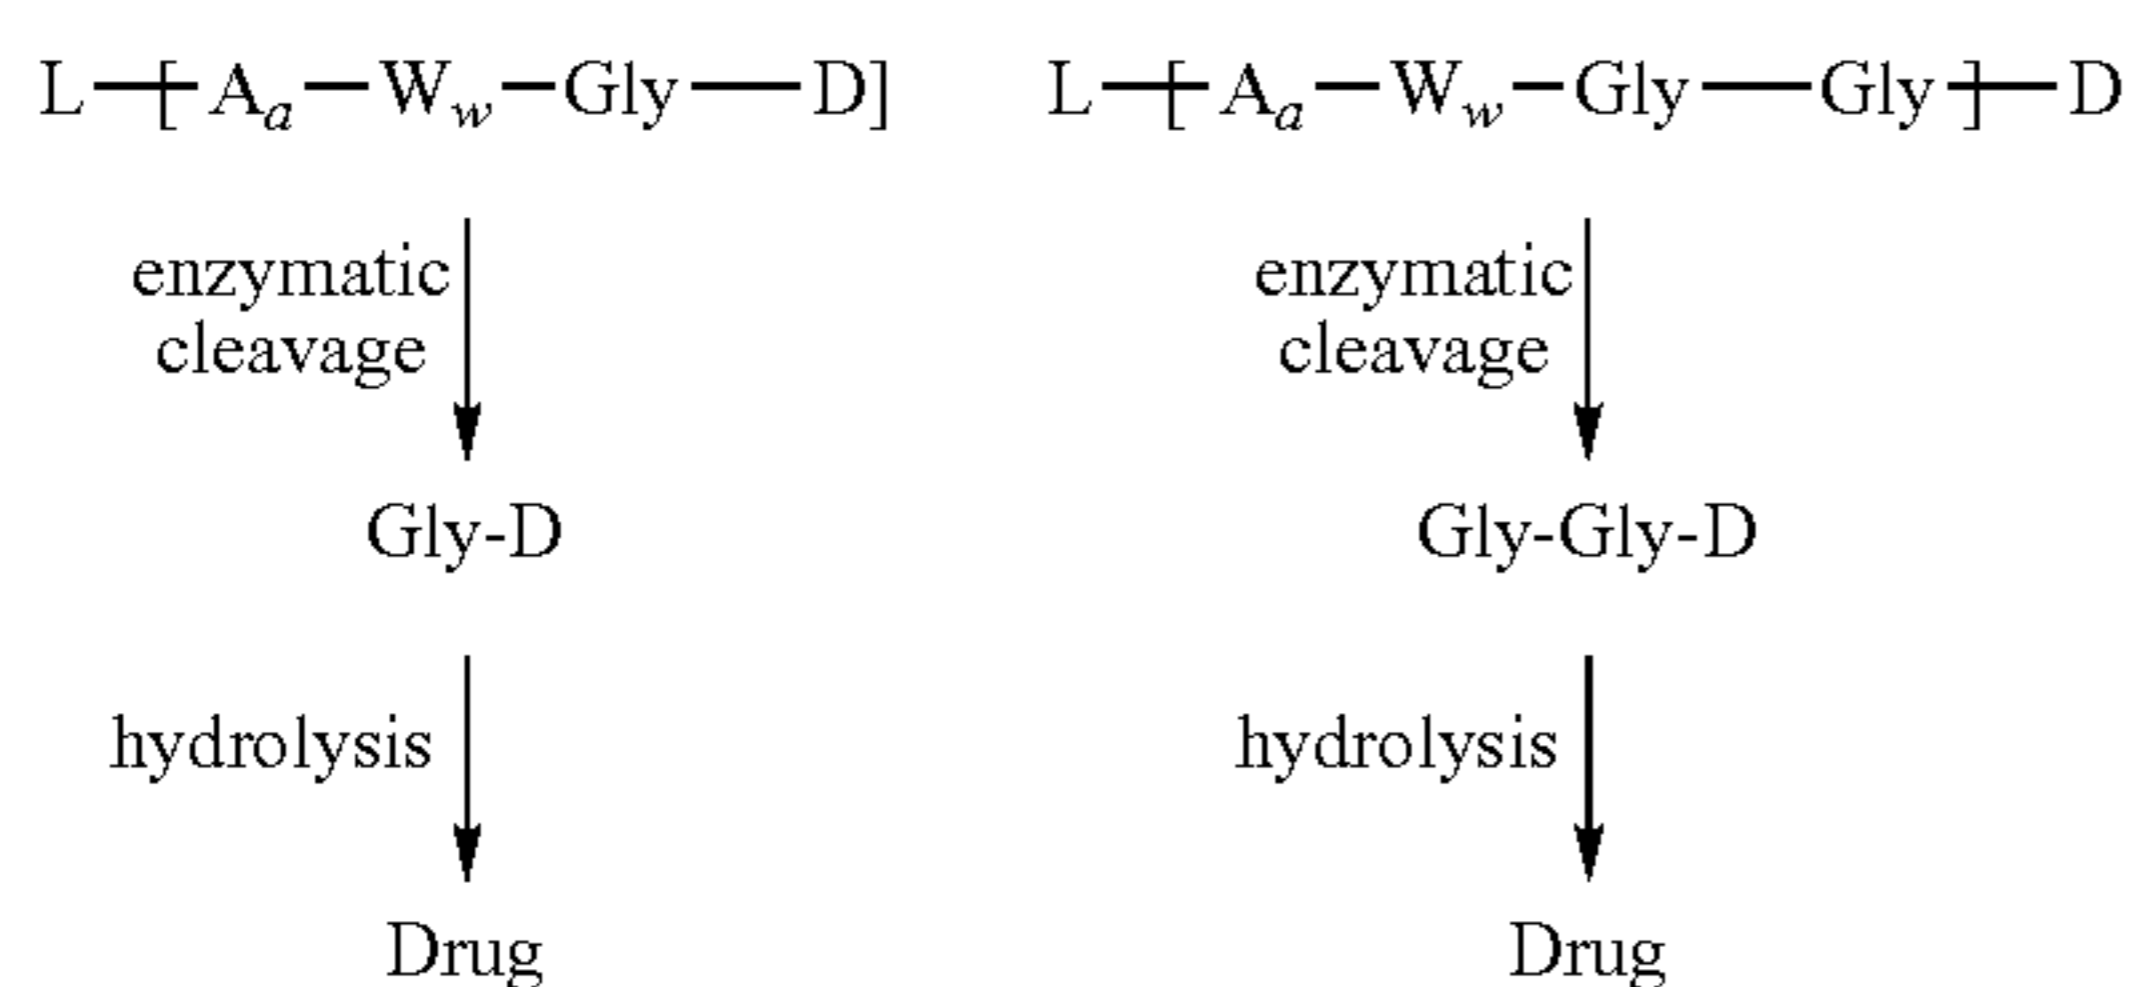 L—[A_a—W_w—Gly—D]
L—[A_a—W_w—Gly—Gly]—D
enzymatic
cleavage
enzymatic
cleavage
Gly-D
Gly-Gly-D
hydrolysis
hydrolysis
Drug
Drug